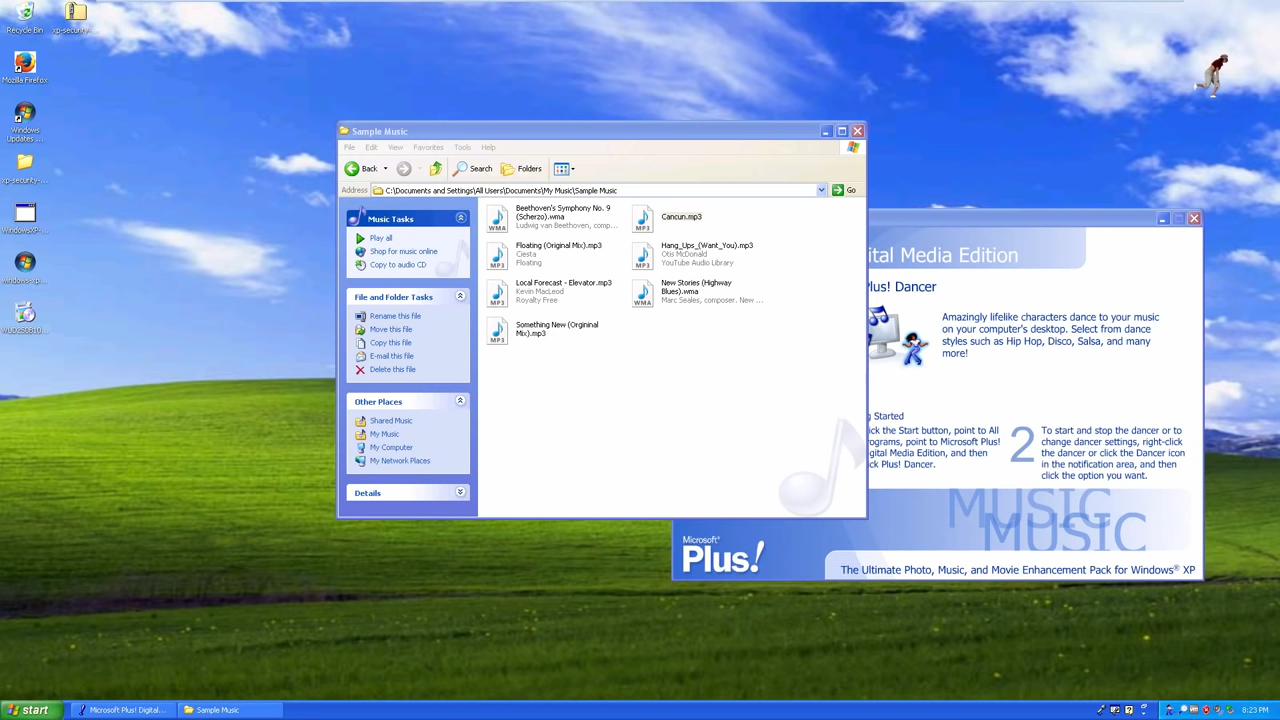 Recycle Bin
xp-security-...
Mozilla Firefox
Windows
Updates ...
xp-security-...
WindowsXP-...
windows-xp...
Sample Music
File Edit View Favorites Tools Help
Back
Search
Folders
Address
C:\Documents and Settings\All Users\Documents\My Music\Sample Music
Go
Music Tasks
Play all
Shop for music online
Copy to audio CD
File and Folder Tasks
Rename this file
Move this file
Copy this file
E-mail this file
Delete this file
Other Places
Shared Music
My Music
My Computer
My Network Places
Details
WMA
Beethoven's Symphony No. 9
(Scherzo).wma
Ludwig van Beethoven, comp...
MP3
Cancun.mp3
MP3
Floating (Original Mix).mp3
Ciesta
Floating
MP3
Hang_Ups_(Want_You).mp3
Otis McDonald
YouTube Audio Library
MP3
Local Forecast - Elevator.mp3
Kevin MacLeod
Royalty Free
WMA
New Stories (Highway
Blues).wma
Marc Seales, composer. New ...
MP3
Something New (Orgininal
Mix).mp3
ital Media Edition
Plus! Dancer
Amazingly lifelike characters dance to your music
on your computer's desktop. Select from dance
styles such as Hip Hop, Disco, Salsa, and many
more!
g Started
ick the Start button, point to All
rograms, point to Microsoft Plus!
igital Media Edition, and then
ick Plus! Dancer.
2
To start and stop the dancer or to
change dancer settings, right-click
the dancer or click the Dancer icon
in the notification area, and then
click the option you want.
MUSIC
MUSIC
Microsoft®
Plus!
The Ultimate Photo, Music, and Movie Enhancement Pack for Windows® XP
start
Microsoft Plus! Digital...
Sample Music
8:23 PM